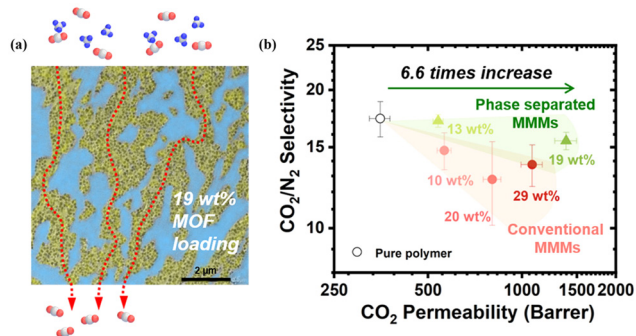 (a)
19 wt%
MOF
loading
2 μm
(b)
CO₂/N₂ Selectivity
25
20
15
10
6.6 times increase
Phase separated
MMMs
13 wt%
19 wt%
10 wt%
29 wt%
20 wt%
Conventional
MMMs
Pure polymer
250
500
1000
1500
2000
CO₂ Permeability (Barrer)